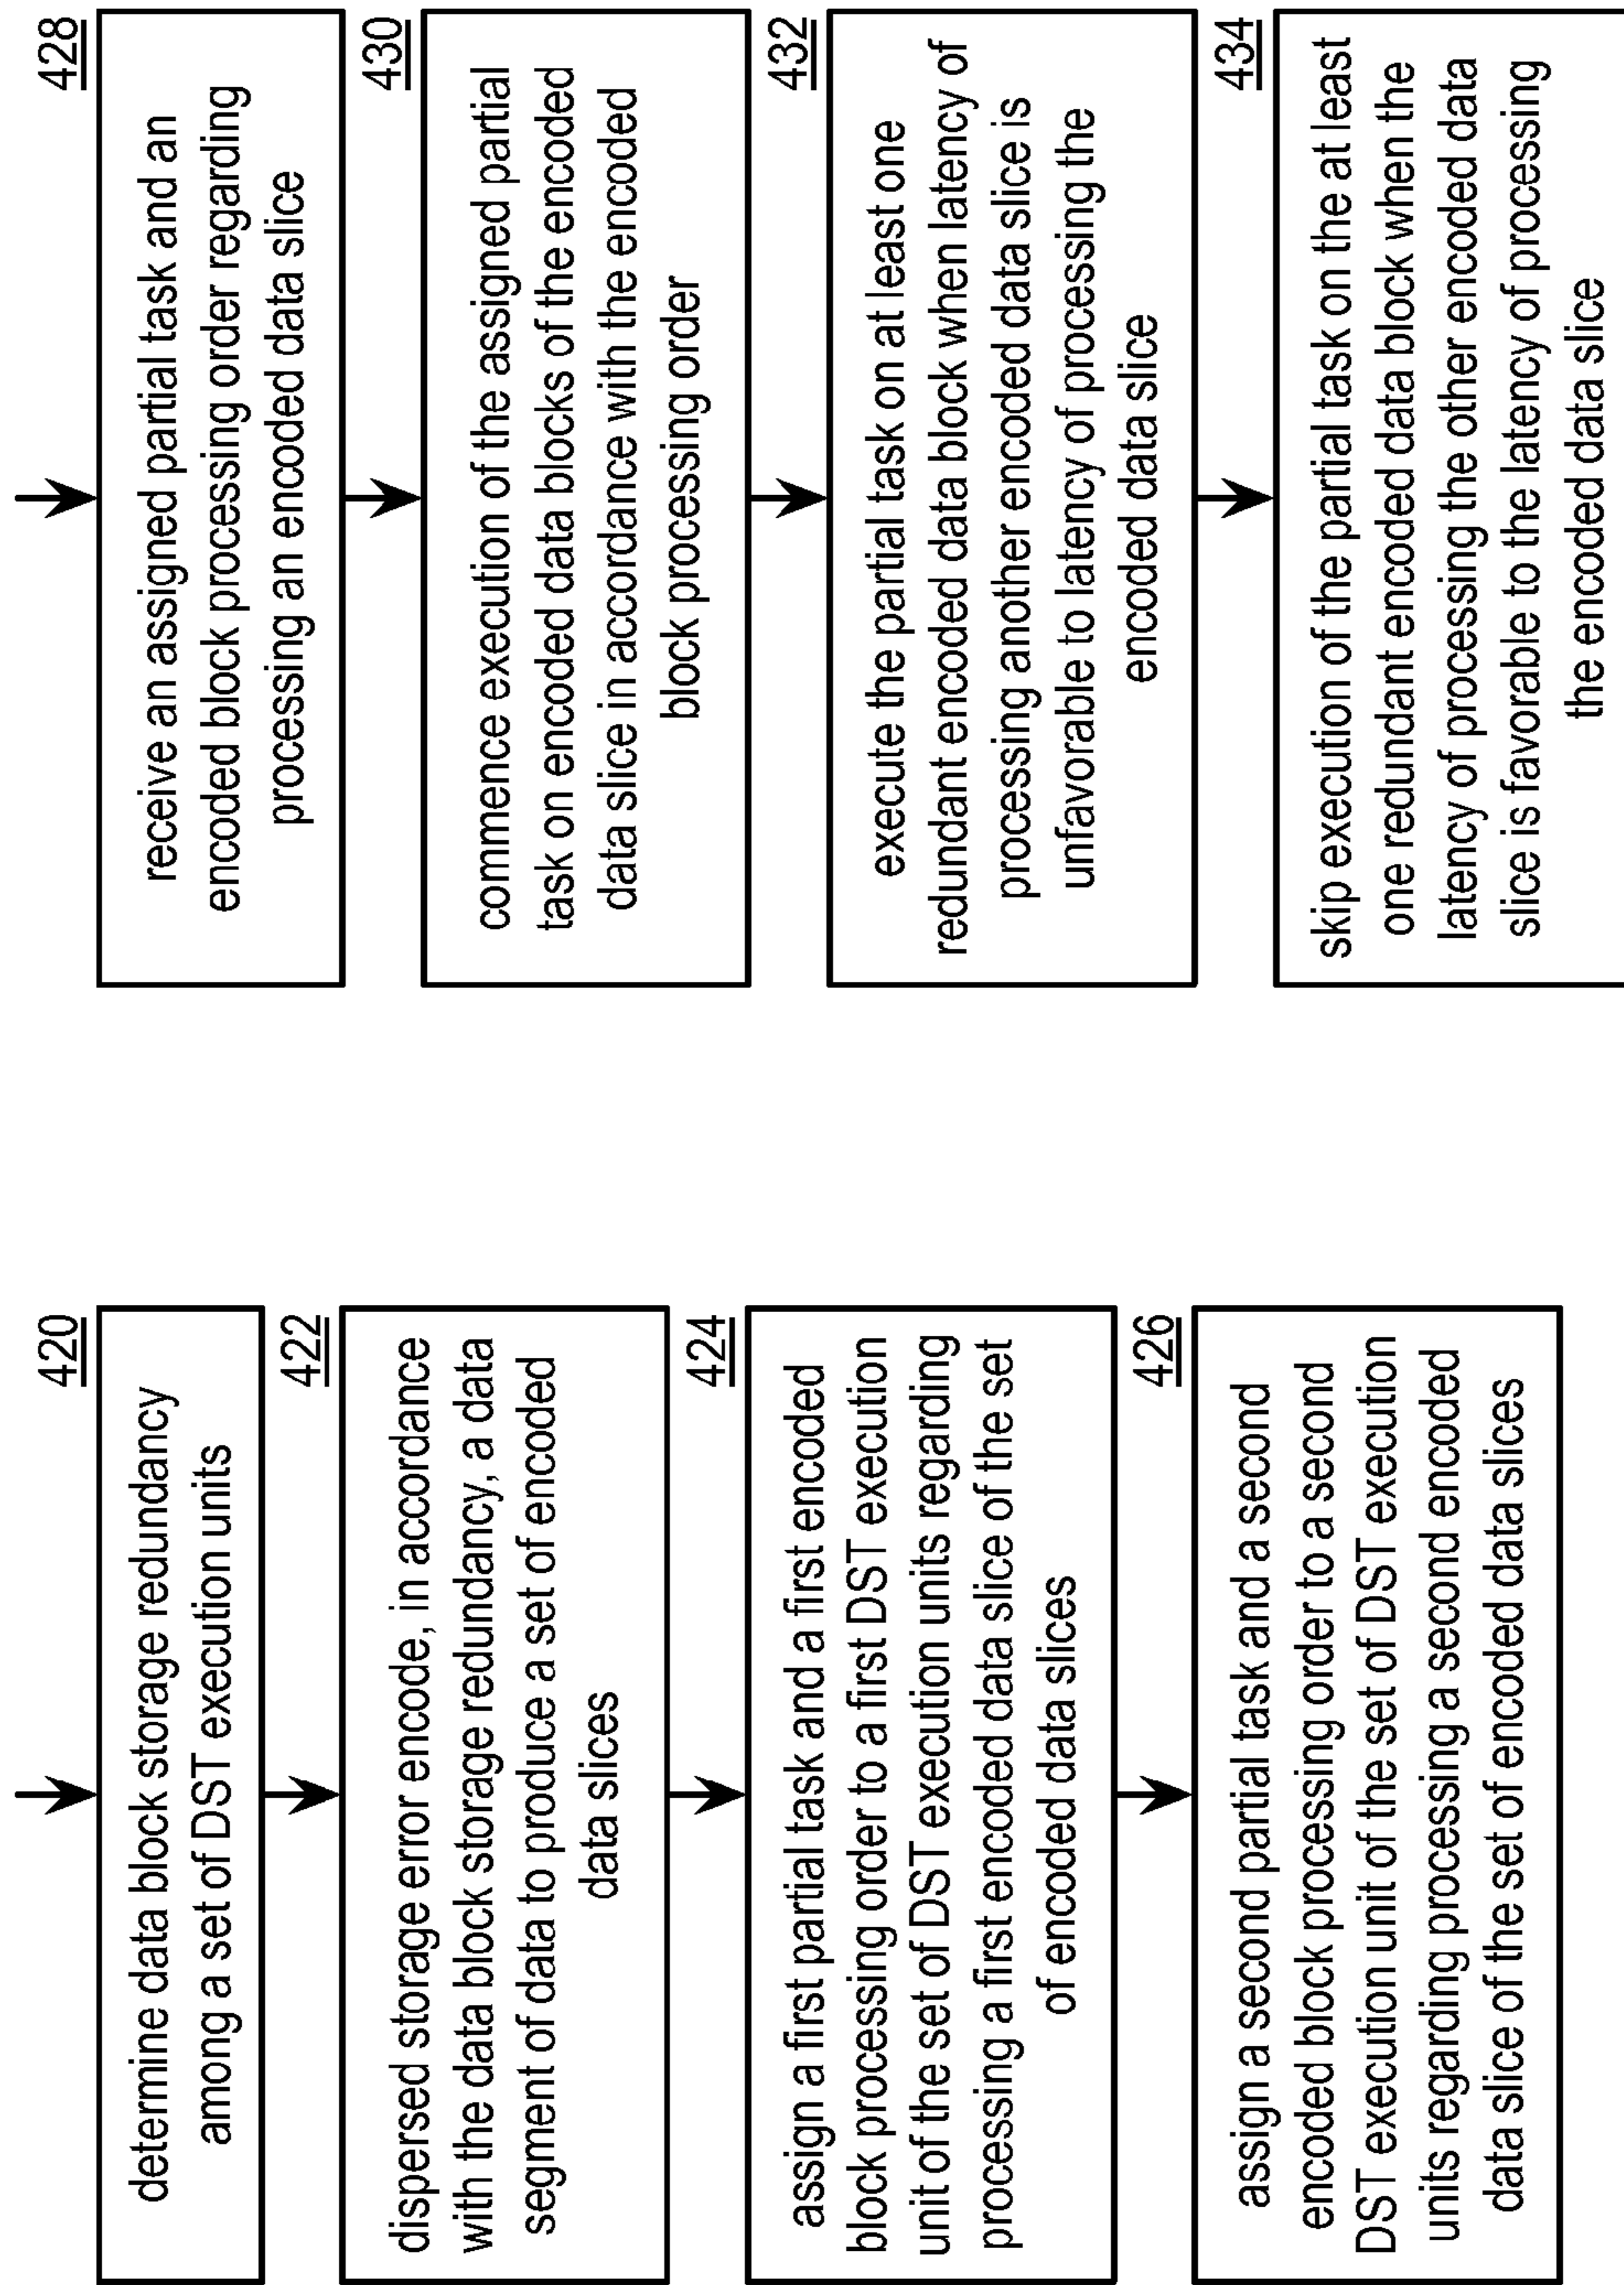 420
determine data block storage redundancy
among a set of DST execution units
422
dispersed storage error encode, in accordance
with the data block storage redundancy, a data
segment of data to produce a set of encoded
data slices
424
assign a first partial task and a first encoded
block processing order to a first DST execution
unit of the set of DST execution units regarding
processing a first encoded data slice of the set
of encoded data slices
426
assign a second partial task and a second
encoded block processing order to a second
DST execution unit of the set of DST execution
units regarding processing a second encoded
data slice of the set of encoded data slices
428
receive an assigned partial task and an
encoded block processing order regarding
processing an encoded data slice
430
commence execution of the assigned partial
task on encoded data blocks of the encoded
data slice in accordance with the encoded
block processing order
432
execute the partial task on at least one
redundant encoded data block when latency of
processing another encoded data slice is
unfavorable to latency of processing the
encoded data slice
434
skip execution of the partial task on the at least
one redundant encoded data block when the
latency of processing the other encoded data
slice is favorable to the latency of processing
the encoded data slice